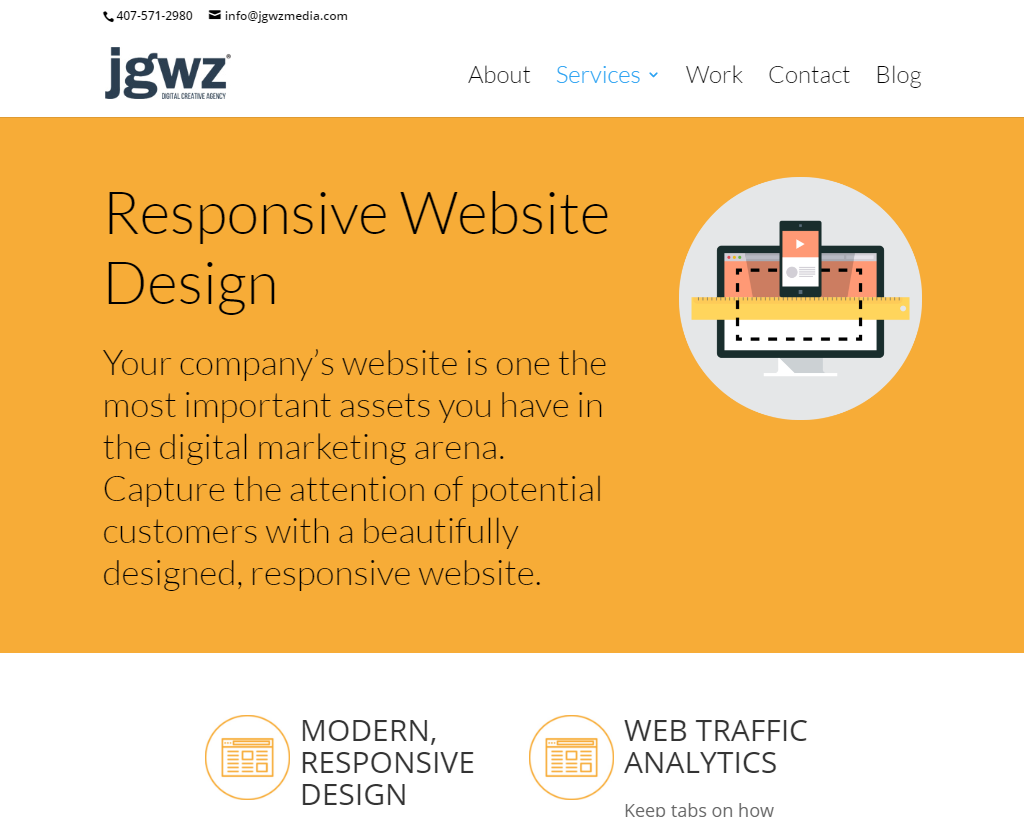 407-571-2980 info@jgwzmedia.com
jgwz®
DIGITAL CREATIVE AGENCY
About Services Work Contact Blog
Responsive Website
Design
Your company’s website is one the
most important assets you have in
the digital marketing arena.
Capture the attention of potential
customers with a beautifully
designed, responsive website.
MODERN,
RESPONSIVE
DESIGN
WEB TRAFFIC
ANALYTICS
Keep tabs on how